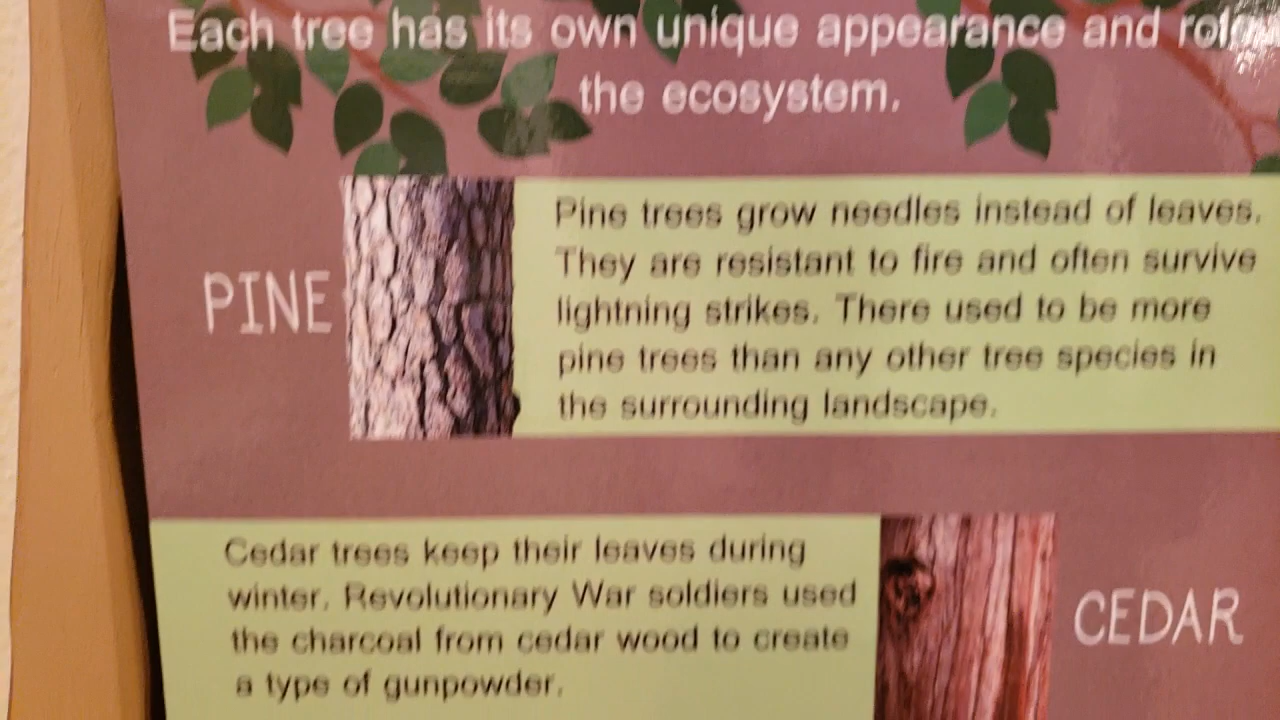 Each tree has its own unique appearance and role
the ecosystem.
PINE
Pine trees grow needles instead of leaves.
They are resistant to fire and often survive
lightning strikes. There used to be more
pine trees than any other tree species in
the surrounding landscape.
Cedar trees keep their leaves during
winter. Revolutionary War soldiers used
the charcoal from cedar wood to create
a type of gunpowder.
CEDAR